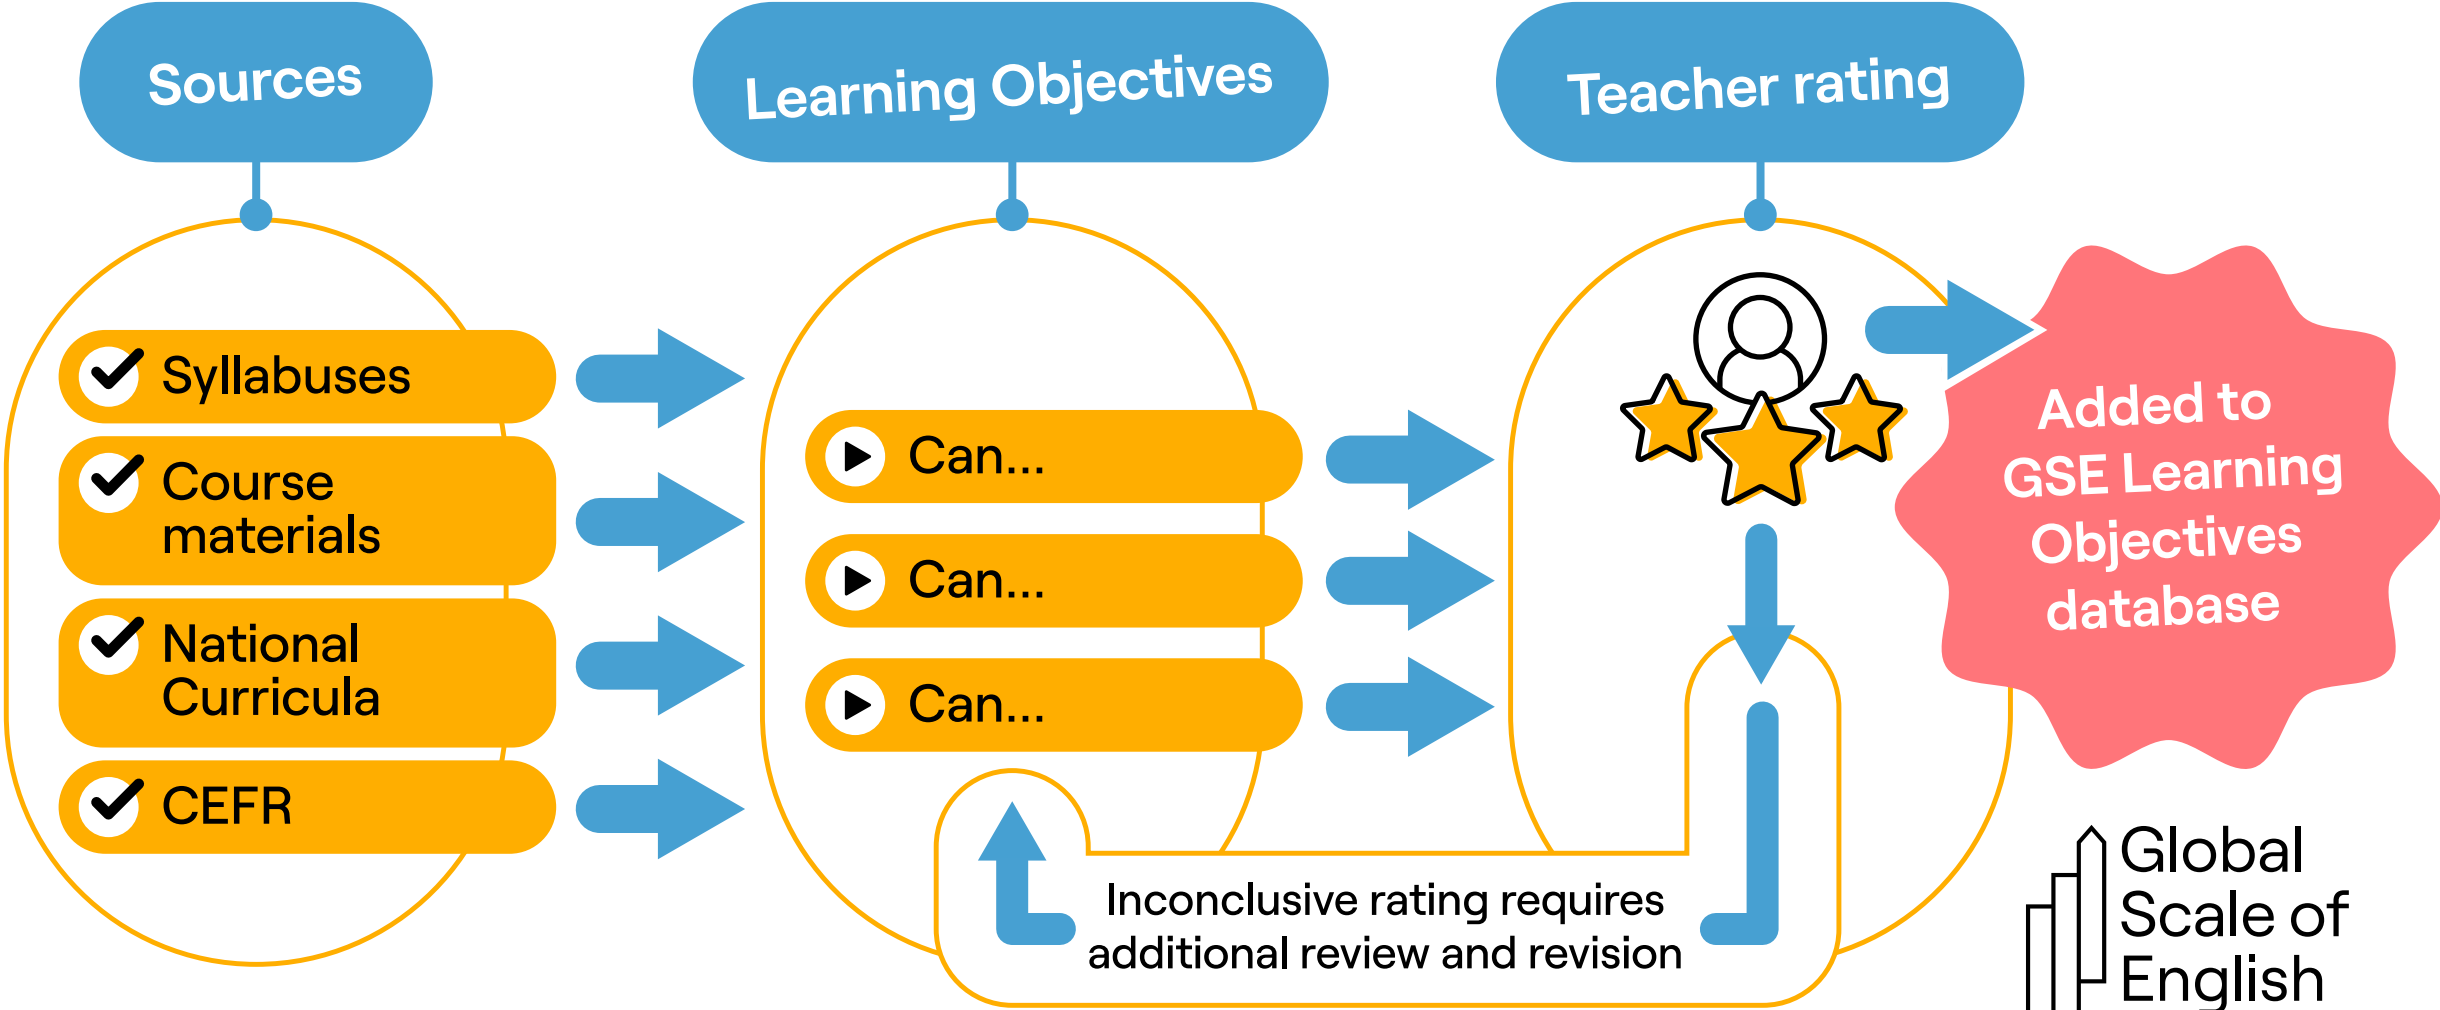 Sources
Learning Objectives
Teacher rating
Syllabuses
Course
materials
National
Curricula
CEFR
Can...
Can...
Can...
Inconclusive rating requires
additional review and revision
Added to
GSE Learning
Objectives
database
Global
Scale of
English